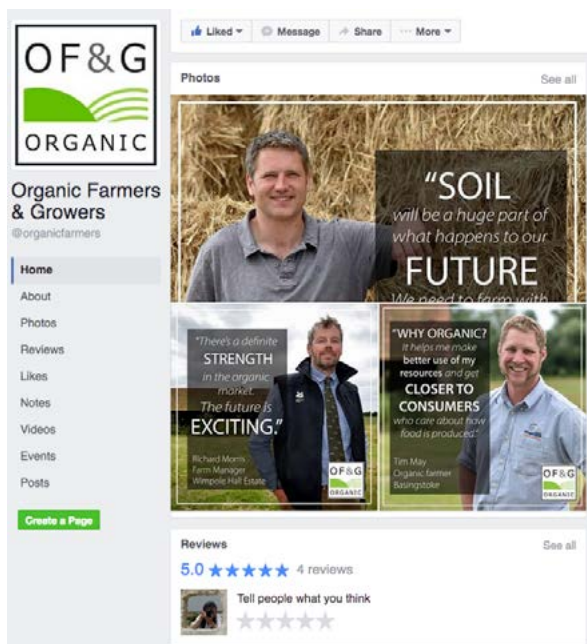 OF&G
ORGANIC
Organic Farmers
& Growers
@organicfarmers
Home
About
Photos
Reviews
Likes
Notes
Videos
Events
Posts
Create a Page
Liked
Message
Share
More
Photos
See all
"SOIL
will be a huge part of
what happens to our
FUTURE
We need to farm with
"There's a definite
STRENGTH
in the organic
market.
The future is
EXCITING."
Richard Morris
Farm Manager
Wimpole Hall Estate
OF&G
ORGANIC
"WHY ORGANIC?
It helps me make
better use of my
resources and get
CLOSER TO
CONSUMERS
who care about how
food is produced."
Tim May
Organic farmer
Basingstoke
OF&G
ORGANIC
Reviews
See all
5.0 ★★★★★ 4 reviews
Tell people what you think